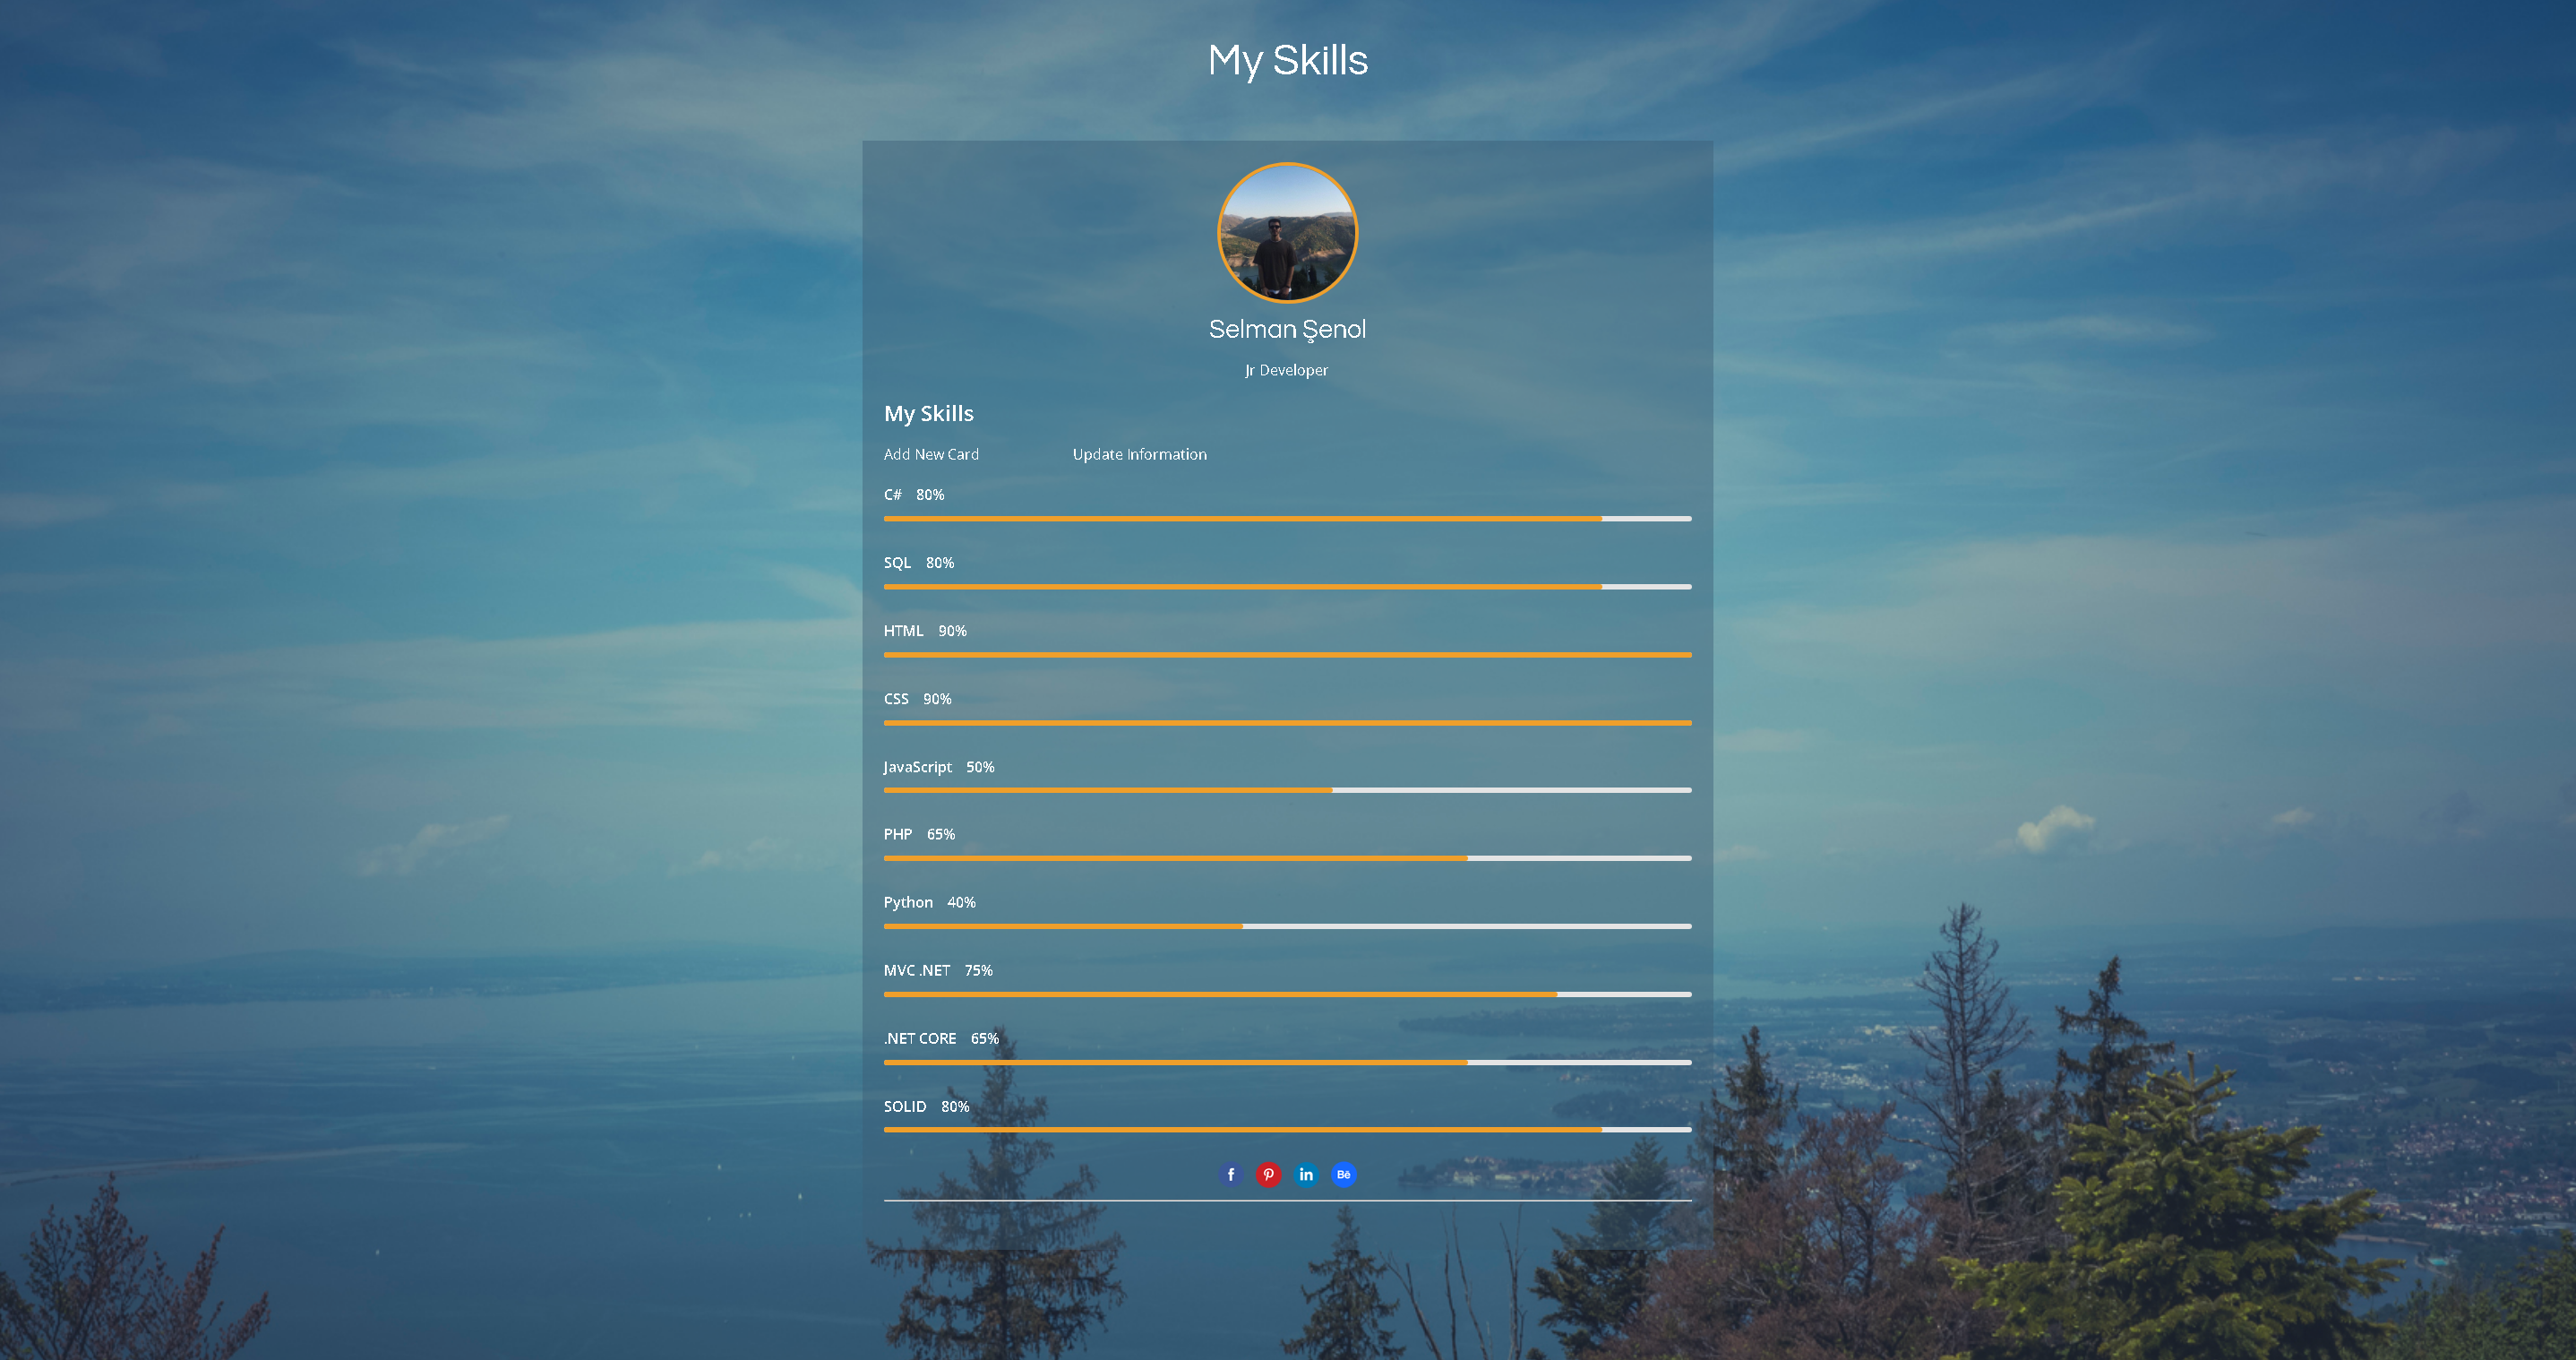 My Skills
Selman Şenol
Jr Developer
My Skills
Add New Card Update Information
C# 80%
SQL 80%
HTML 90%
CSS 90%
JavaScript 50%
PHP 65%
Python 40%
MVC .NET 75%
.NET CORE 65%
SOLID 80%
f in Bē